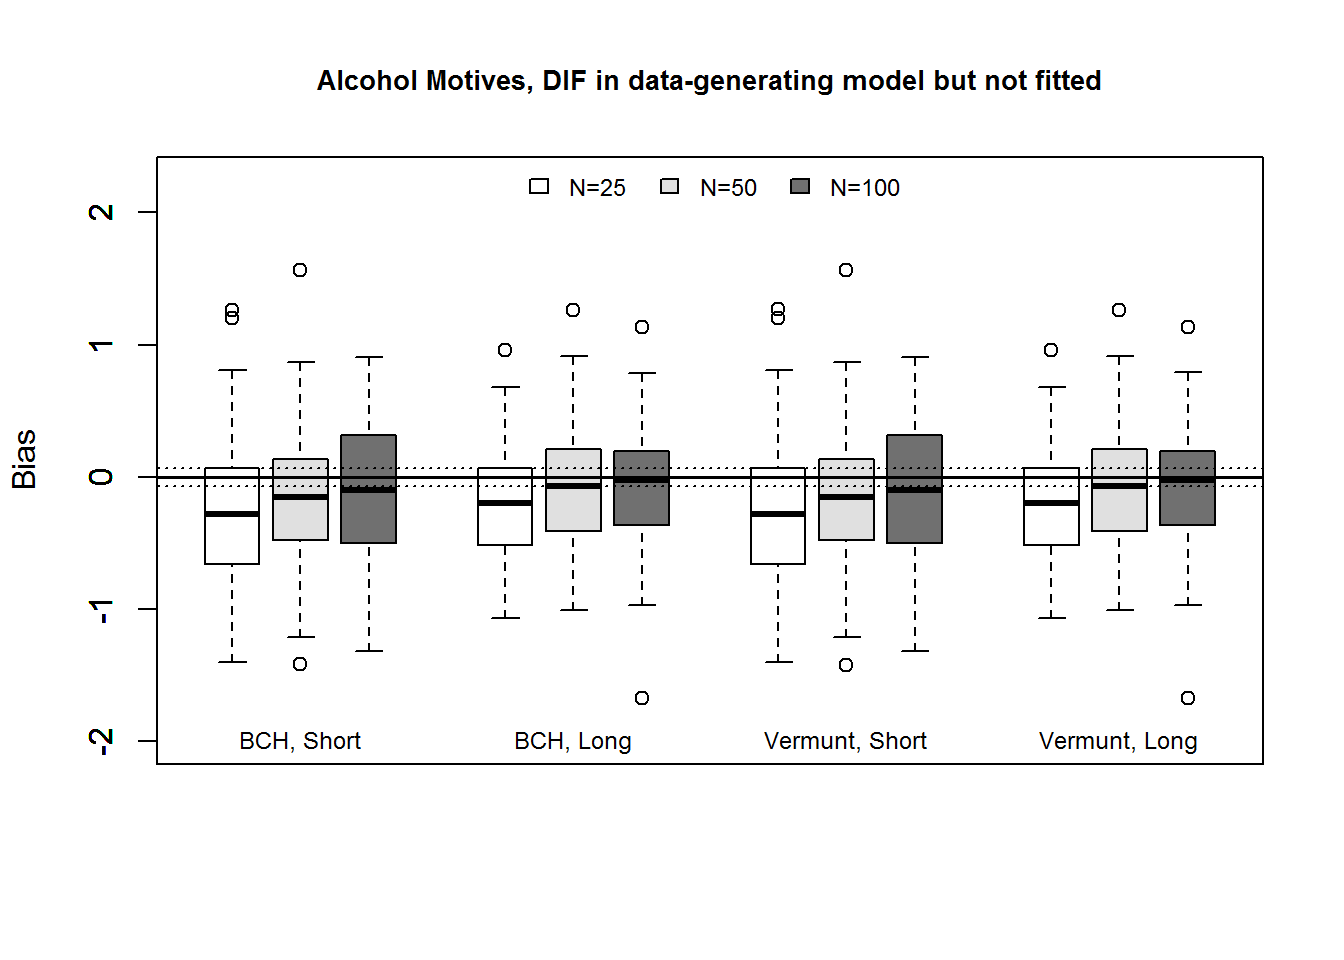 Alcohol Motives, DIF in data-generating model but not fitted
N=25 N=50 N=100
2
1
0
-1
-2
Bias
BCH, Short BCH, Long Vermunt, Short Vermunt, Long